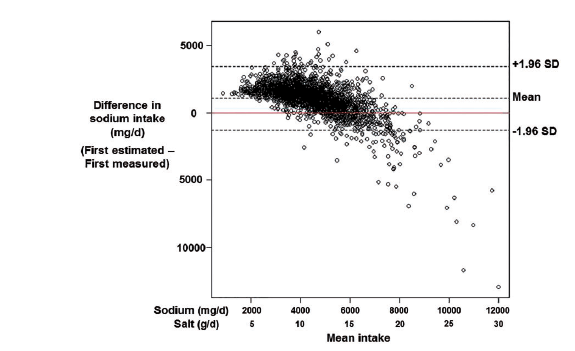 5000
+1.96 SD
Mean
Difference in
sodium intake
(mg/d)
(First estimated –
First measured)
0
-1.96 SD
5000
10000
Sodium (mg/d) 2000 4000 6000 8000 10000 12000
Salt (g/d) 5 10 15 20 25 30
Mean intake